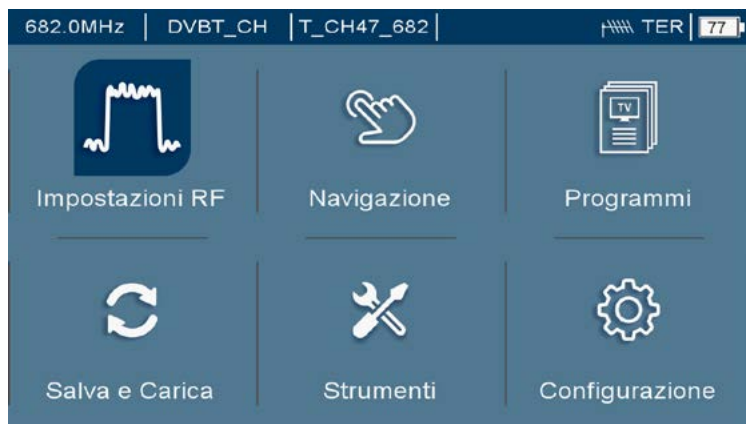 682.0MHz | DVBT_CH | T_CH47_682 | TER | 77
TV
Impostazioni RF Navigazione Programmi
Salva e Carica Strumenti Configurazione